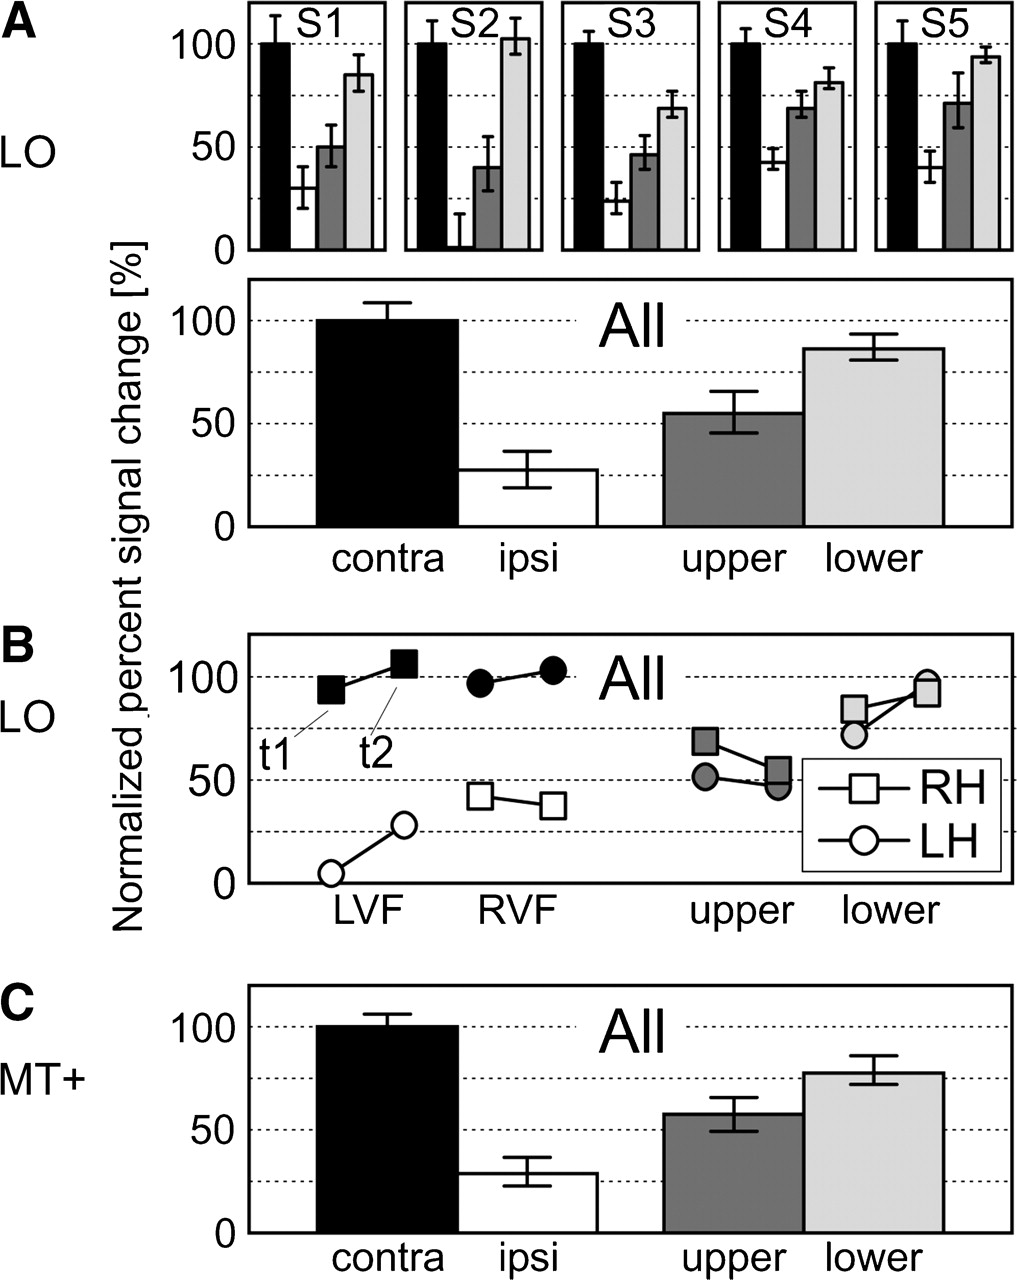 A
S1 S2 S3 S4 S5
100
LO
50
0
Normalized percent signal change [%]
All
100
50
0
contra ipsi upper lower
B
All
100
LO
t1 t2
50
RH
LH
0
LVF RVF upper lower
C
All
100
MT+
50
0
contra ipsi upper lower